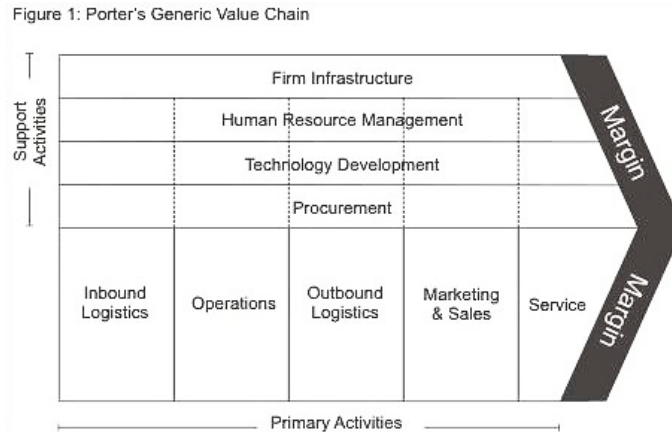 Figure 1: Porter's Generic Value Chain
Support
Activities
Firm Infrastructure
Human Resource Management
Technology Development
Procurement
Margin
Inbound
Logistics
Operations
Outbound
Logistics
Marketing
& Sales
Service
Margin
Primary Activities